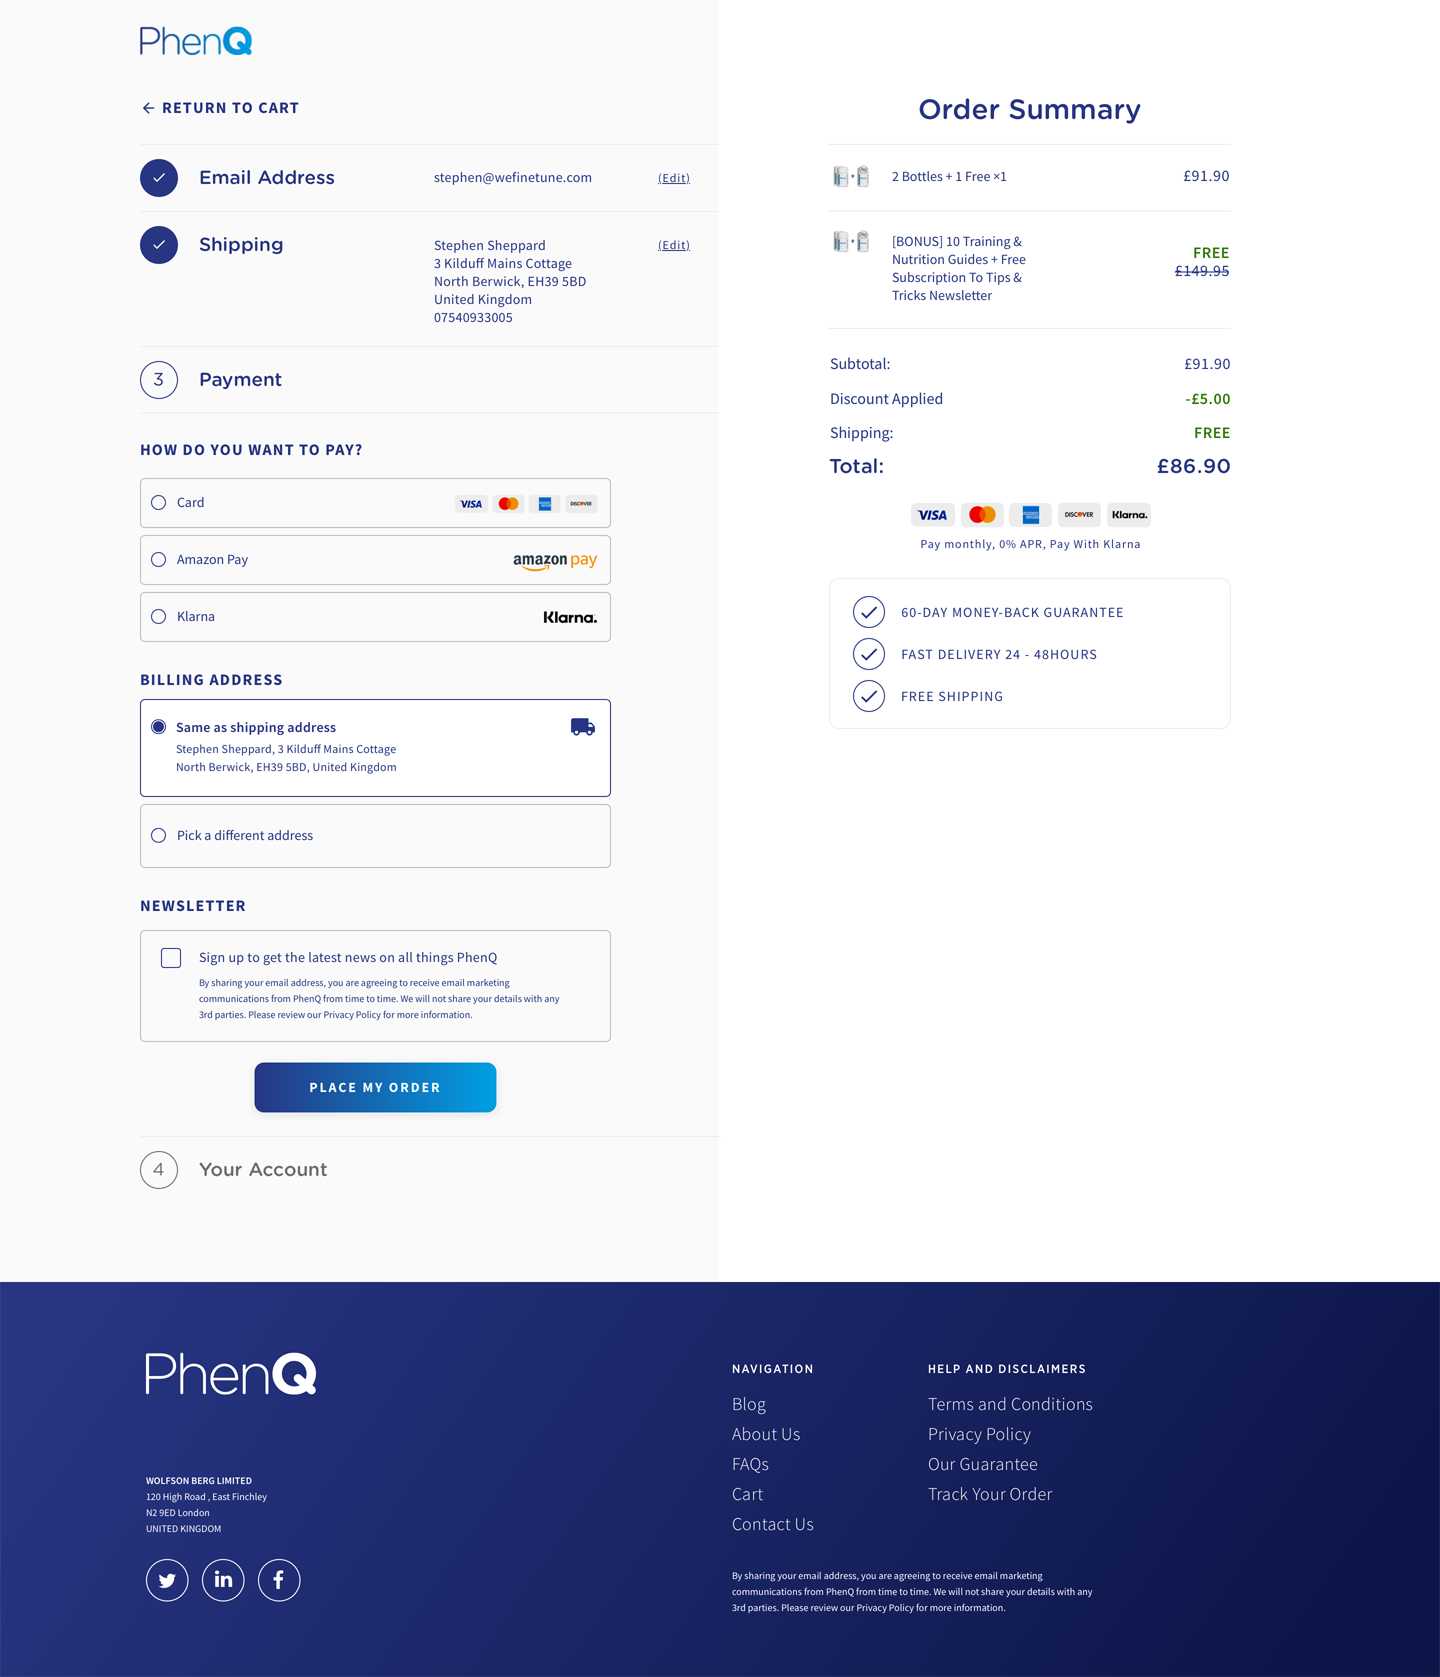 PhenQ
RETURN TO CART
Email Address
stephen@wefinetune.com
(Edit)
Shipping
Stephen Sheppard
3 Kilduff Mains Cottage
North Berwick, EH39 5BD
United Kingdom
07540933005
(Edit)
3 Payment
HOW DO YOU WANT TO PAY?
Card
VISA
DISCOVER
Amazon Pay
amazon pay
Klarna
Klarna.
BILLING ADDRESS
Same as shipping address
Stephen Sheppard, 3 Kilduff Mains Cottage
North Berwick, EH39 5BD, United Kingdom
Pick a different address
NEWSLETTER
Sign up to get the latest news on all things PhenQ
By sharing your email address, you are agreeing to receive email marketing
communications from PhenQ from time to time. We will not share your details with any
3rd parties. Please review our Privacy Policy for more information.
PLACE MY ORDER
4 Your Account
Order Summary
2 Bottles + 1 Free ×1
£91.90
[BONUS] 10 Training &
Nutrition Guides + Free
Subscription To Tips &
Tricks Newsletter
FREE
£149.95
Subtotal: £91.90
Discount Applied -£5.00
Shipping: FREE
Total: £86.90
VISA
AMERICAN EXPRESS
DISCOVER
Klarna.
Pay monthly, 0% APR, Pay With Klarna
60-DAY MONEY-BACK GUARANTEE
FAST DELIVERY 24 - 48HOURS
FREE SHIPPING
PhenQ
WOLFSON BERG LIMITED
120 High Road , East Finchley
N2 9ED London
UNITED KINGDOM
in
f
NAVIGATION
Blog
About Us
FAQs
Cart
Contact Us
HELP AND DISCLAIMERS
Terms and Conditions
Privacy Policy
Our Guarantee
Track Your Order
By sharing your email address, you are agreeing to receive email marketing
communications from PhenQ from time to time. We will not share your details with any
3rd parties. Please review our Privacy Policy for more information.